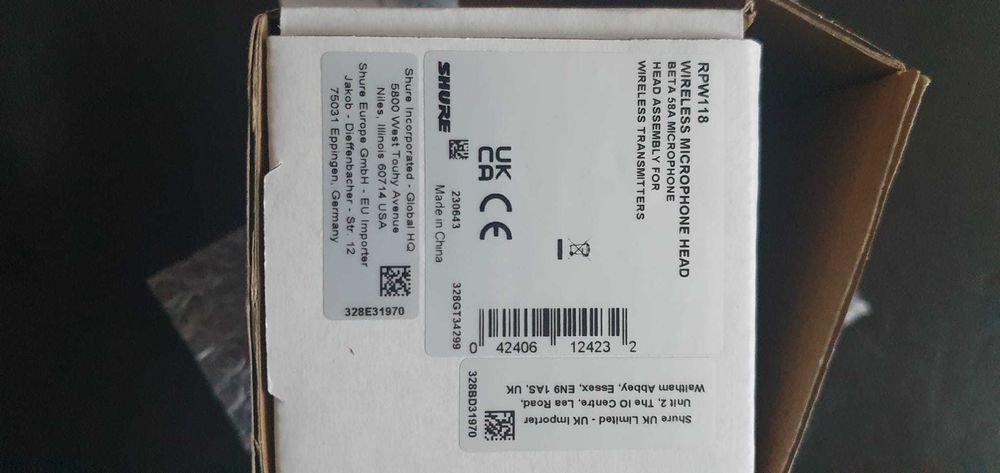 RPW118
WIRELESS MICROPHONE HEAD
BETA 58A MICROPHONE
HEAD ASSEMBLY FOR
WIRELESS TRANSMITTERS
SHURE
UK
CA
CE
230643
Made in China
328GT34299
0 42406 12423 2
Shure Incorporated - Global HQ
5800 West Touhy Avenue
Niles, Illinois 60714 USA
Shure Europe GmbH - EU Importer
Jakob - Dieffenbacher - Str. 12
75031 Eppingen, Germany
328E31970
Shure UK Limited - UK Importer
Unit 2, The IO Centre, Lea Road,
Waltham Abbey, Essex, EN9 1AS, UK
328BD31970